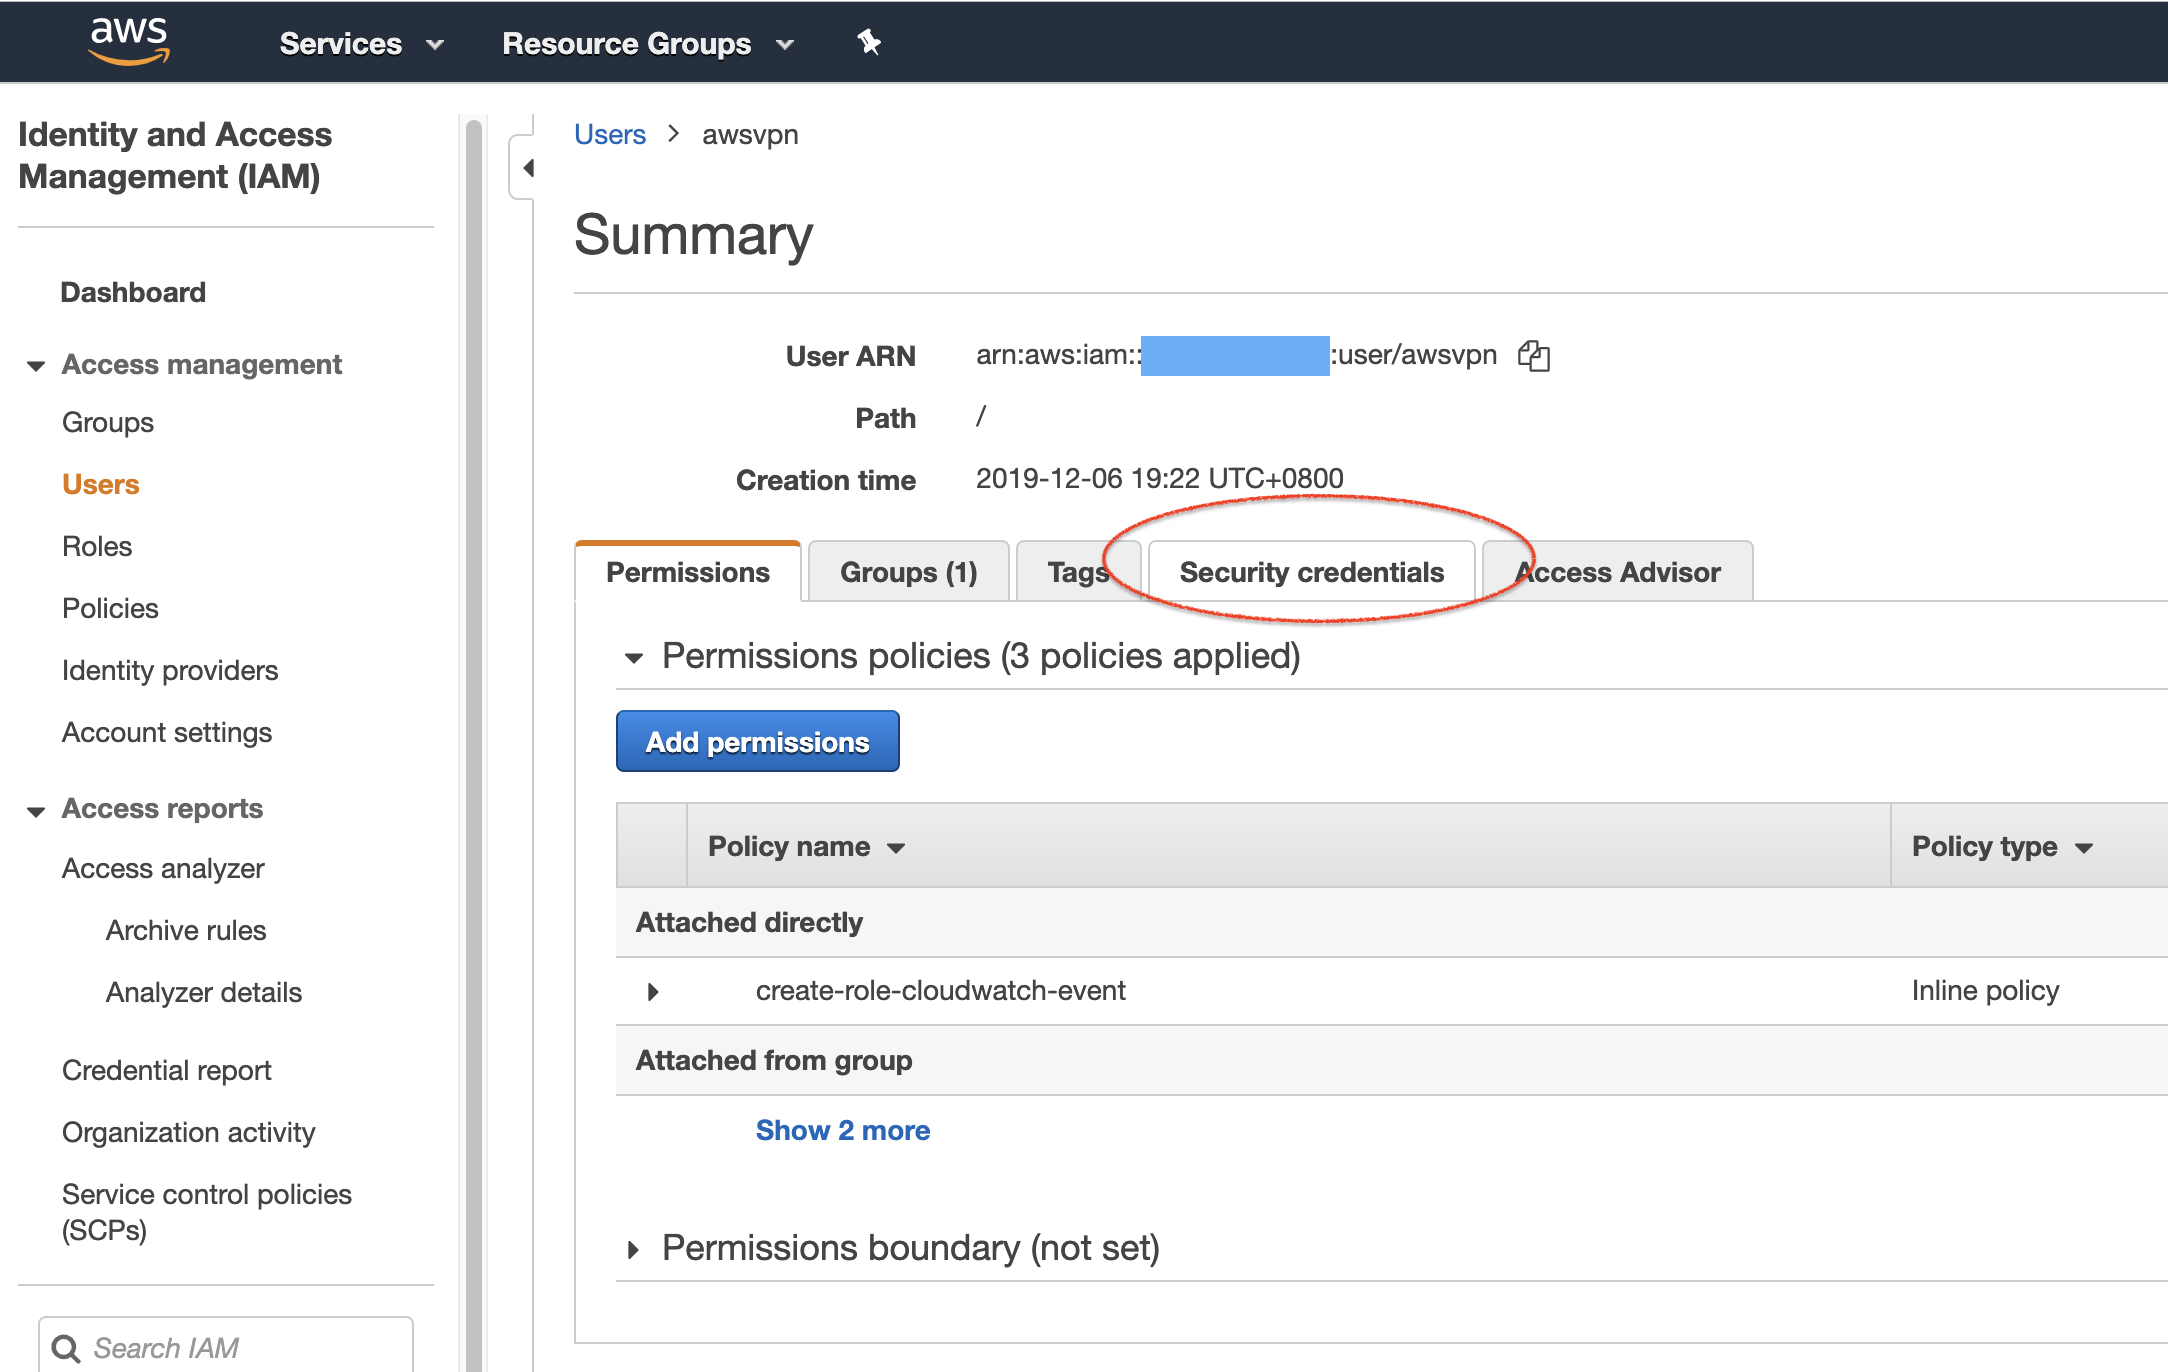 aws
Services
Resource Groups
Identity and Access
Management (IAM)
Dashboard
Access management
Groups
Users
Roles
Policies
Identity providers
Account settings
Access reports
Access analyzer
Archive rules
Analyzer details
Credential report
Organization activity
Service control policies
(SCPs)
Search IAM
Users > awsvpn
Summary
User ARN arn:aws:iam:: :user/awsvpn
Path /
Creation time 2019-12-06 19:22 UTC+0800
Permissions Groups (1) Tags Security credentials Access Advisor
Permissions policies (3 policies applied)
Add permissions
Policy name Policy type
Attached directly
create-role-cloudwatch-event Inline policy
Attached from group
Show 2 more
Permissions boundary (not set)